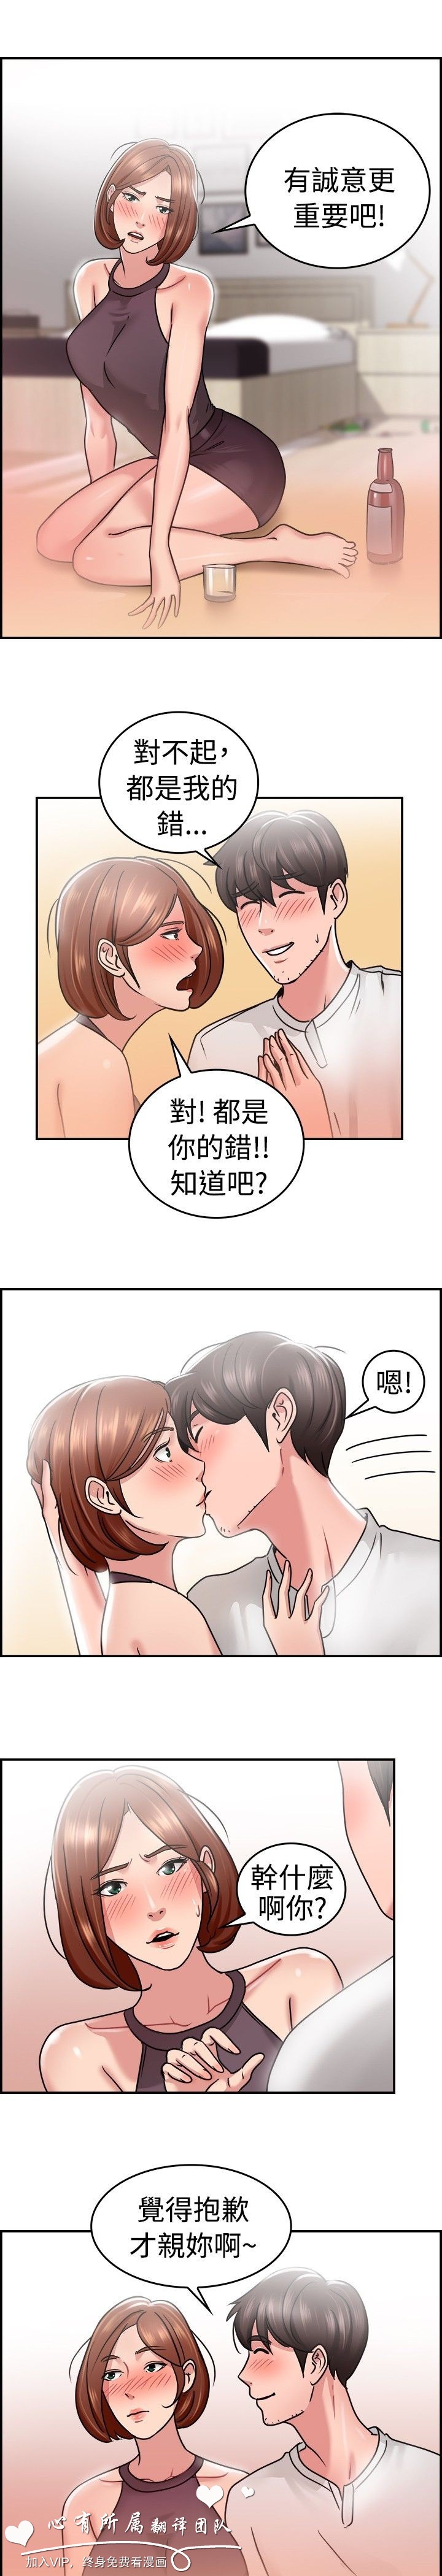 有誠意更
重要吧!
對不起,
都是我的
錯...
對! 都是
你的錯!!
知道吧?
嗯!
幹什麼
啊你?
覺得抱歉
才親妳啊~
心有所属翻译团队
加入VIP,终身免费看漫画